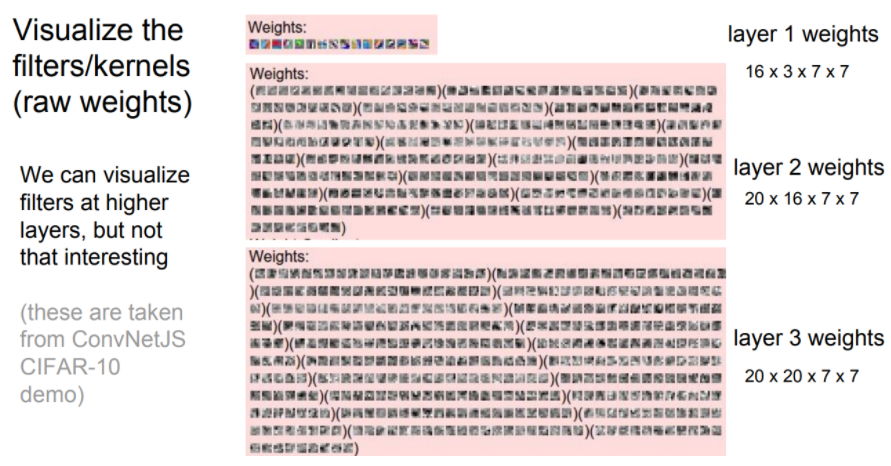 Visualize the
filters/kernels
(raw weights)
We can visualize
filters at higher
layers, but not
that interesting
(these are taken
from ConvNetJS
CIFAR-10
demo)
Weights:
layer 1 weights
16 x 3 x 7 x 7
Weights:
layer 2 weights
20 x 16 x 7 x 7
Weights:
layer 3 weights
20 x 20 x 7 x 7